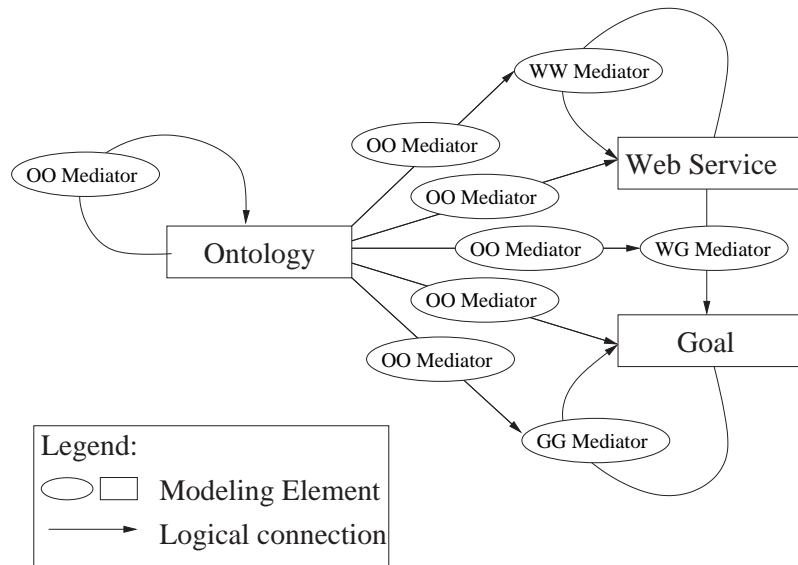 WW Mediator
OO Mediator
Web Service
OO Mediator
OO Mediator
Ontology
OO Mediator
WG Mediator
OO Mediator
Goal
OO Mediator
GG Mediator
Legend:
Modeling Element
Logical connection